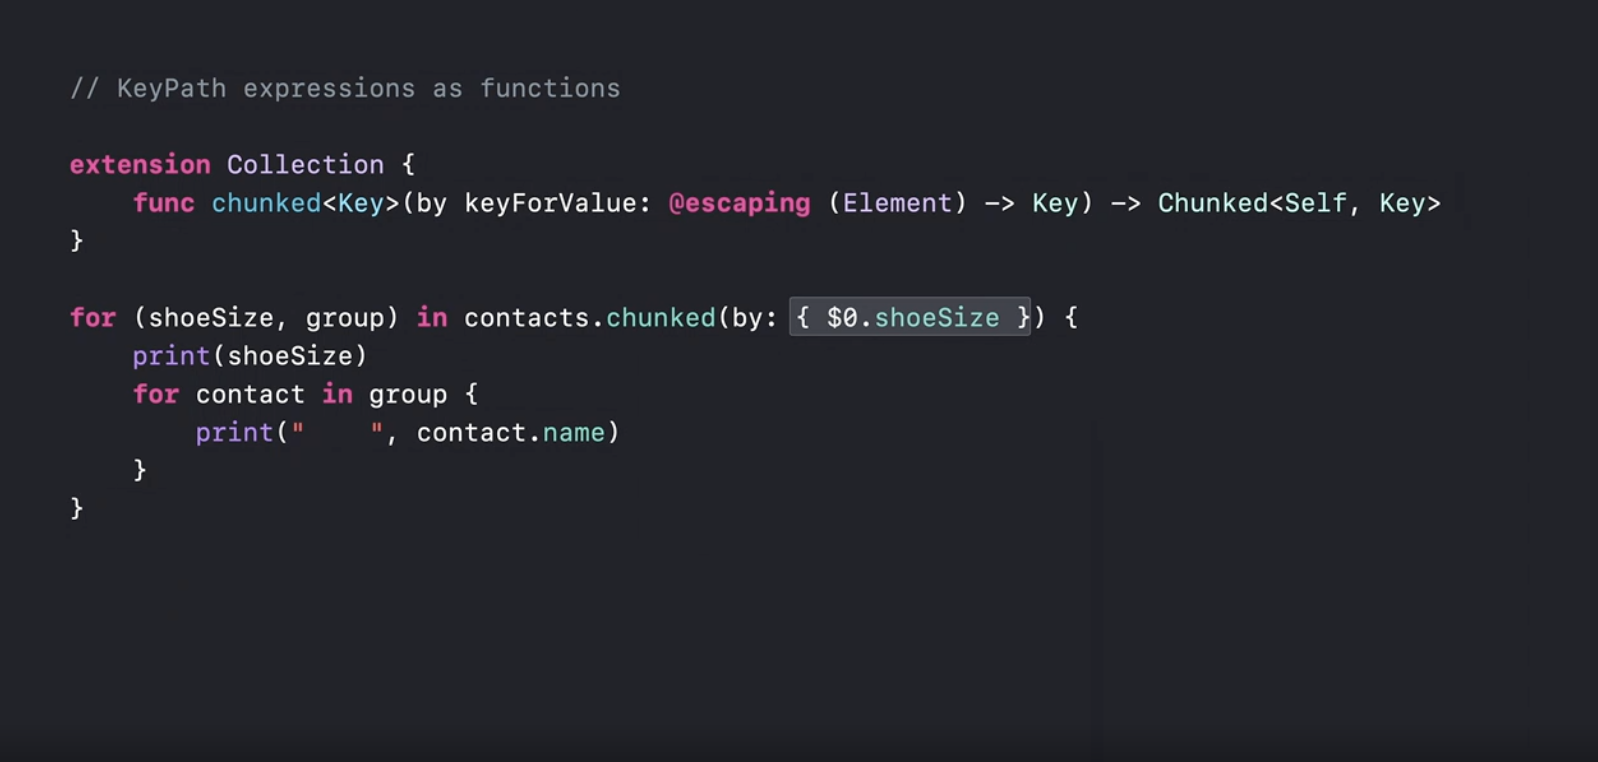 // KeyPath expressions as functions
extension Collection {
    func chunked<Key>(by keyForValue: @escaping (Element) -> Key) -> Chunked<Self, Key>
}
for (shoeSize, group) in contacts.chunked(by: { $0.shoeSize }) {
    print(shoeSize)
    for contact in group {
        print("    ", contact.name)
    }
}